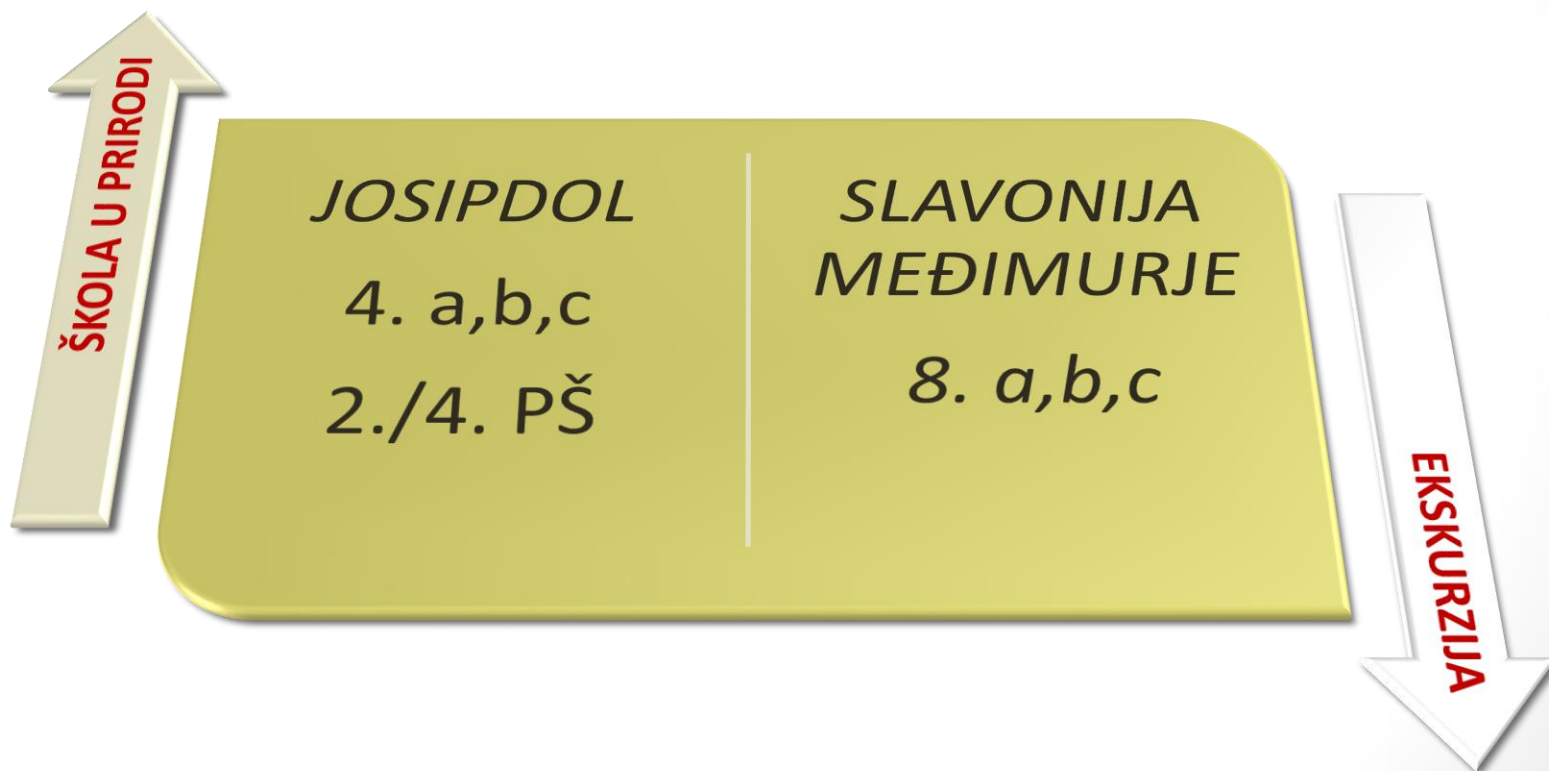 ŠKOLA U PRIRODI
JOSIPDOL
4. a,b,c
2./4. PŠ
SLAVONIJA
MEĐIMURJE
8. a,b,c
EKSKURZIJA